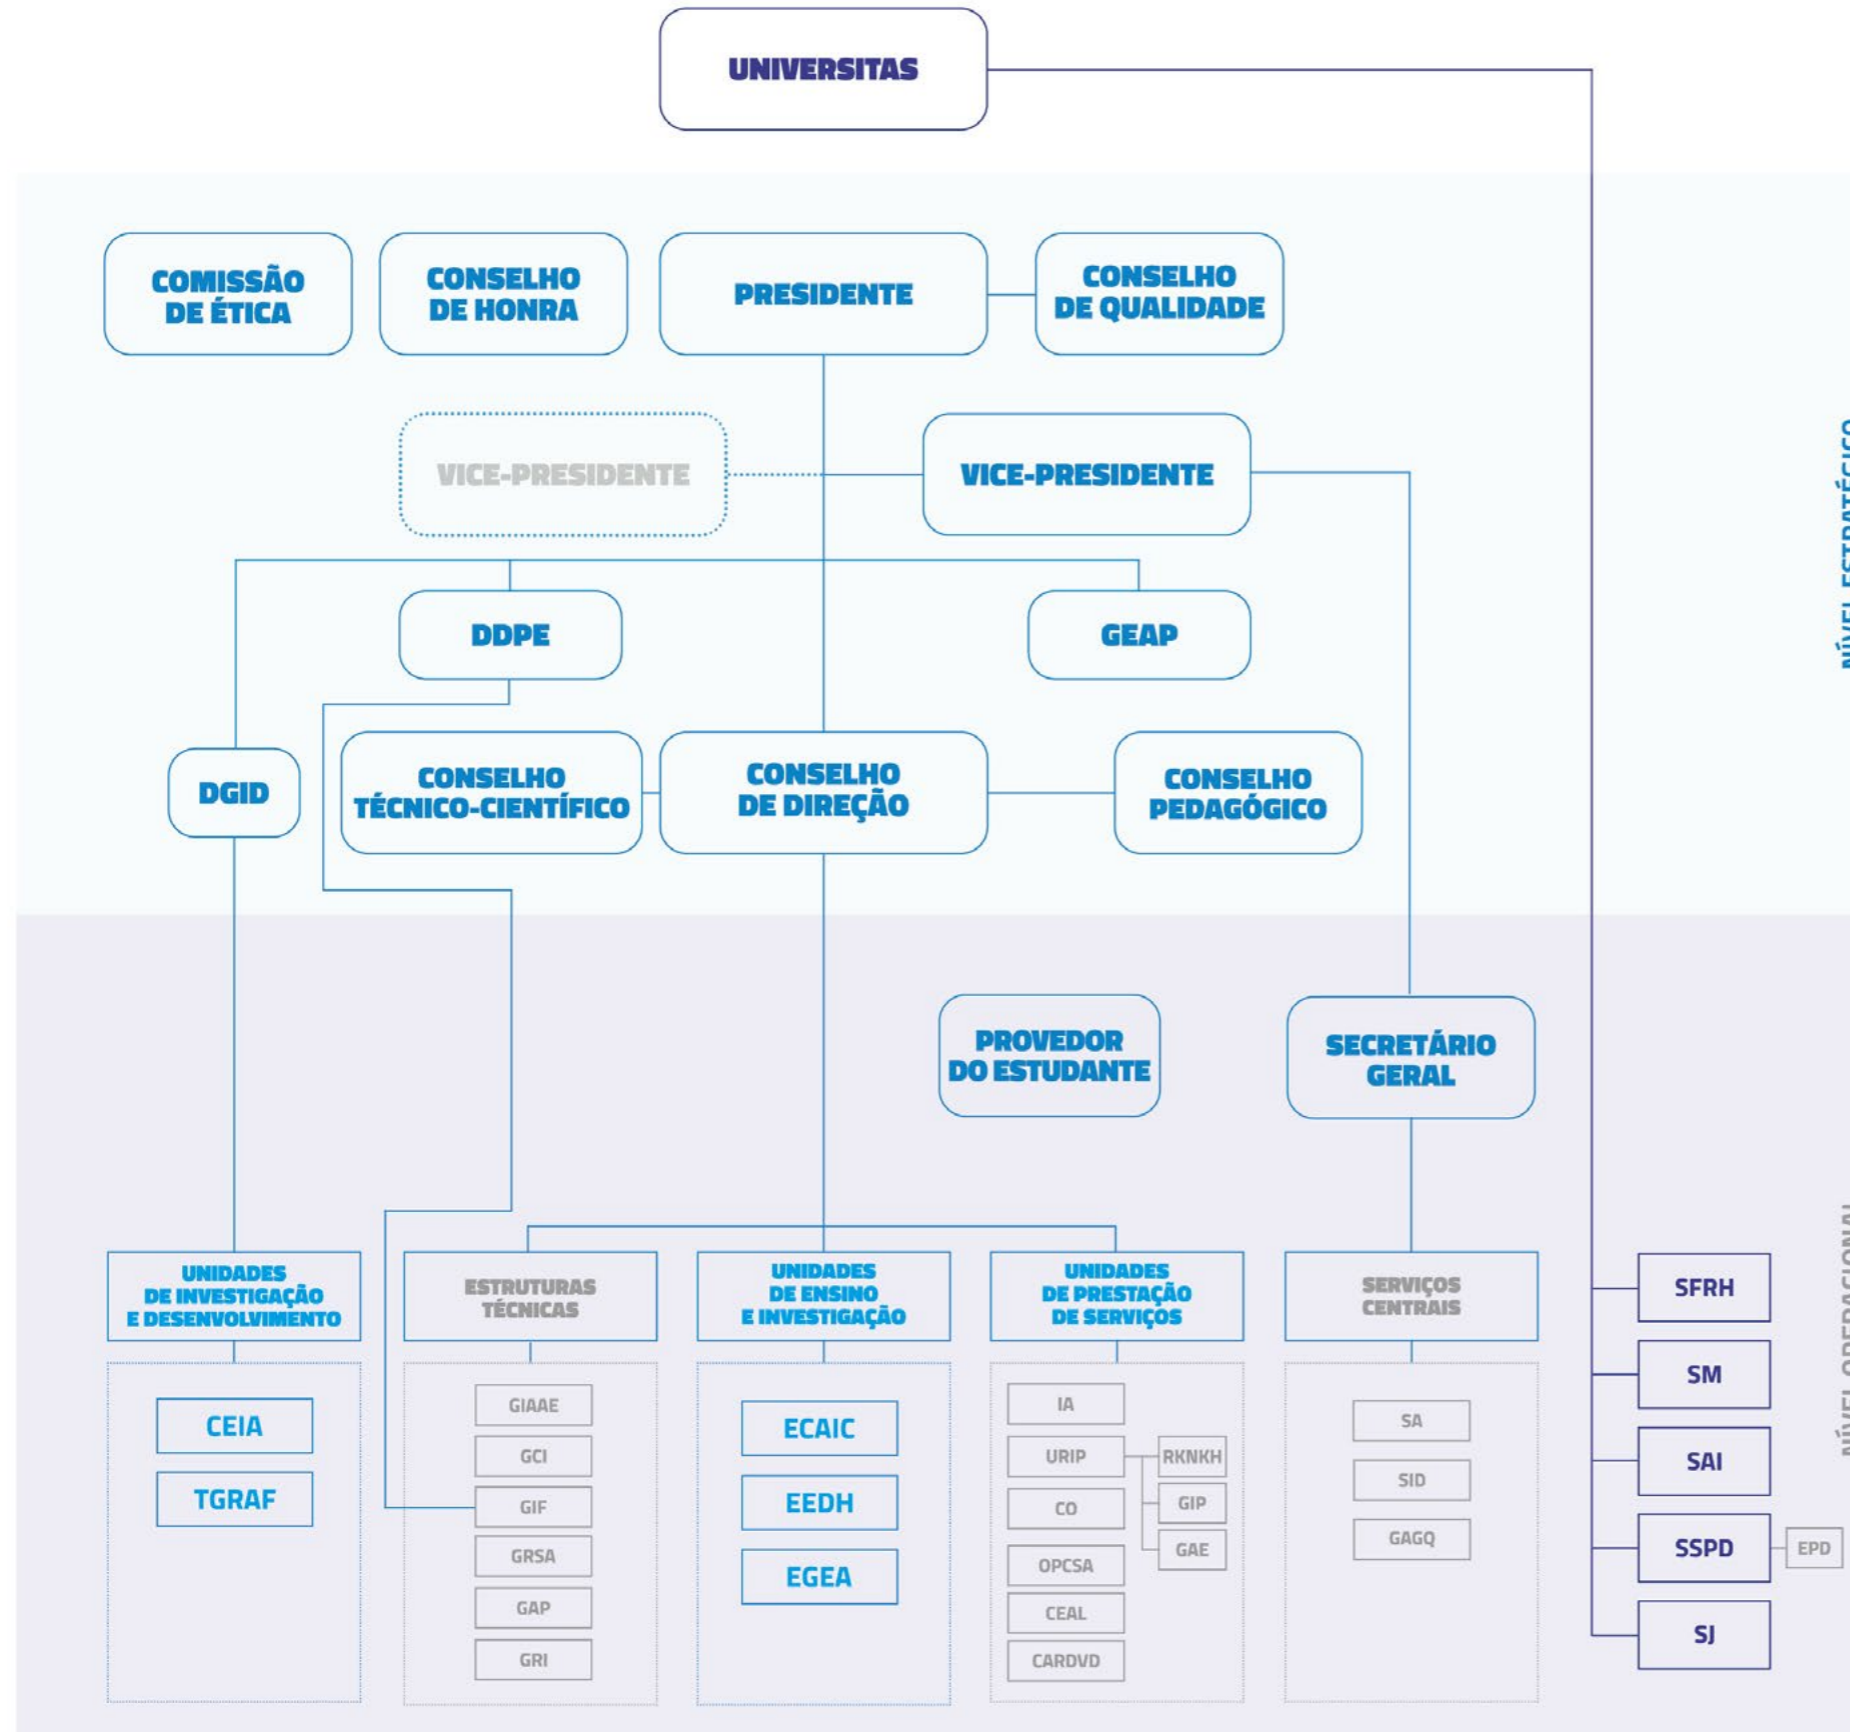 UNIVERSITAS
COMISSÃO
DE ÉTICA
CONSELHO
DE HONRA
PRESIDENTE
CONSELHO
DE QUALIDADE
VICE-PRESIDENTE
VICE-PRESIDENTE
NÍVEL ESTRATÉGICO
DDPE
GEAP
DGID
CONSELHO
TÉCNICO-CIENTÍFICO
CONSELHO
DE DIREÇÃO
CONSELHO
PEDAGÓGICO
PROVEDOR
DO ESTUDANTE
SECRETÁRIO
GERAL
NÍVEL OPERACIONAL
UNIDADES
DE INVESTIGAÇÃO
E DESENVOLVIMENTO
ESTRUTURAS
TÉCNICAS
UNIDADES
DE ENSINO
E INVESTIGAÇÃO
UNIDADES
DE PRESTAÇÃO
DE SERVIÇOS
SERVIÇOS
CENTRAIS
CEIA
TGRAF
GIAAE
GCI
GIF
GRSA
GAP
GRI
ECAIC
EEDH
EGEA
IA
URIP
RKNKH
GIP
GAE
CO
OPCSA
CEAL
CARDVD
SA
SID
GAGQ
SFRH
SM
SAI
SSPD
EPD
SJ